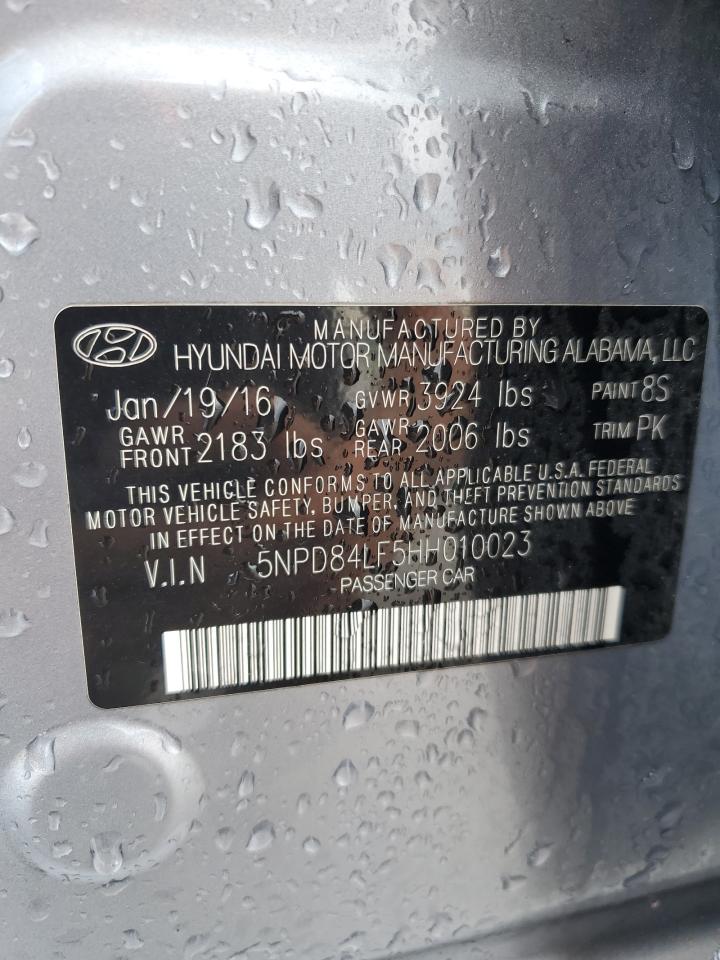 MANUFACTURED BY
HYUNDAI MOTOR MANUFACTURING ALABAMA, LLC
Jan/19/16 GVWR 3924 lbs PAINT 8S
GAWR FRONT 2183 lbs GAWR REAR 2006 lbs TRIM PK
THIS VEHICLE CONFORMS TO ALL APPLICABLE U.S.A. FEDERAL
MOTOR VEHICLE SAFETY, BUMPER, AND THEFT PREVENTION STANDARDS
IN EFFECT ON THE DATE OF MANUFACTURE SHOWN ABOVE
V.I.N 5NPD84LF5HH010023
PASSENGER CAR